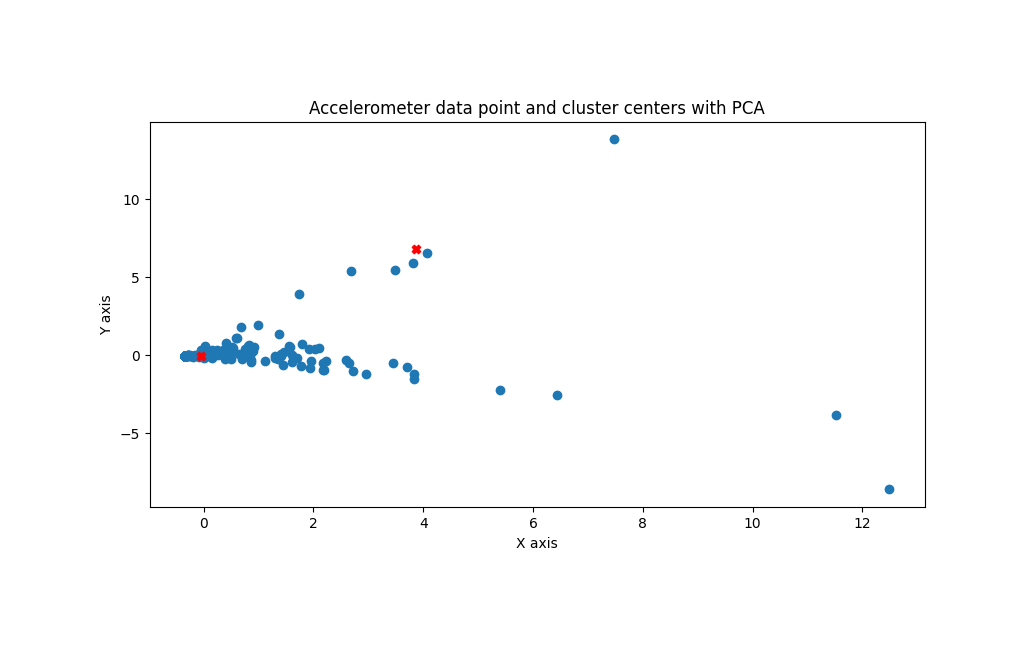 Accelerometer data point and cluster centers with PCA
Y axis
10
5
0
−5
0 2 4 6 8 10 12
X axis